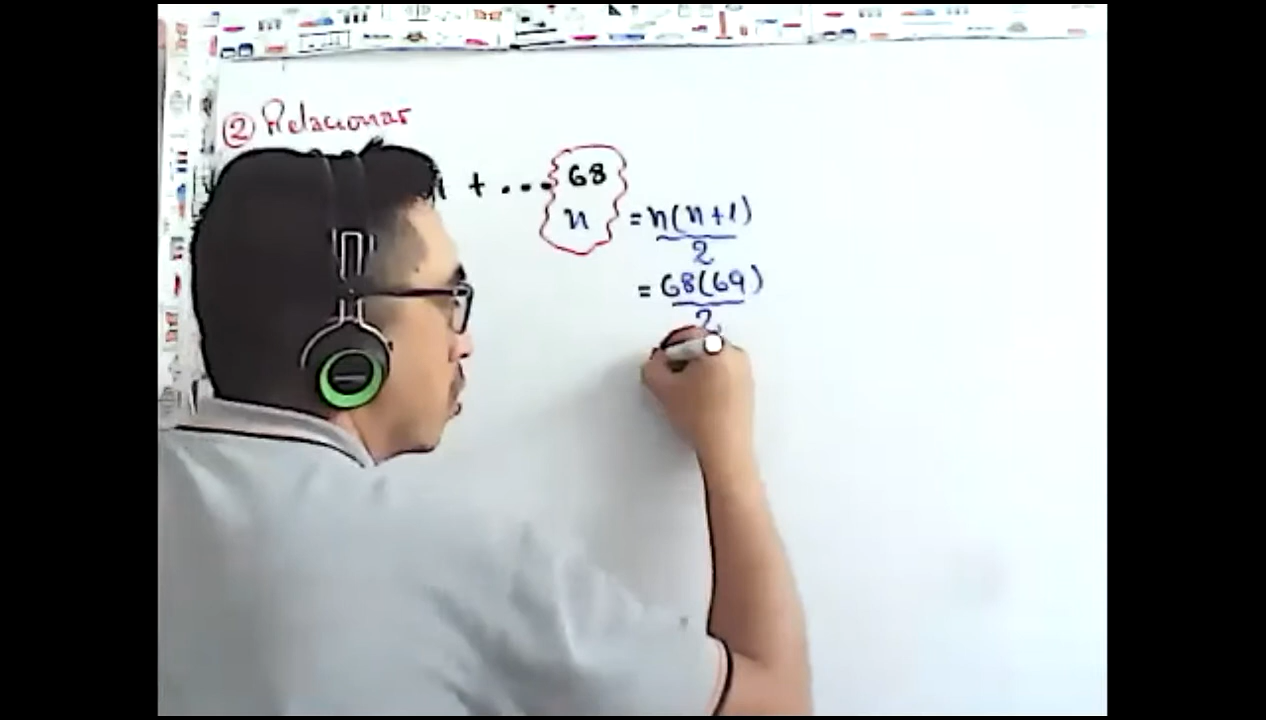 ② Relacionar
+ ... 68
n = n(n+1)
2
= 68(69)
2